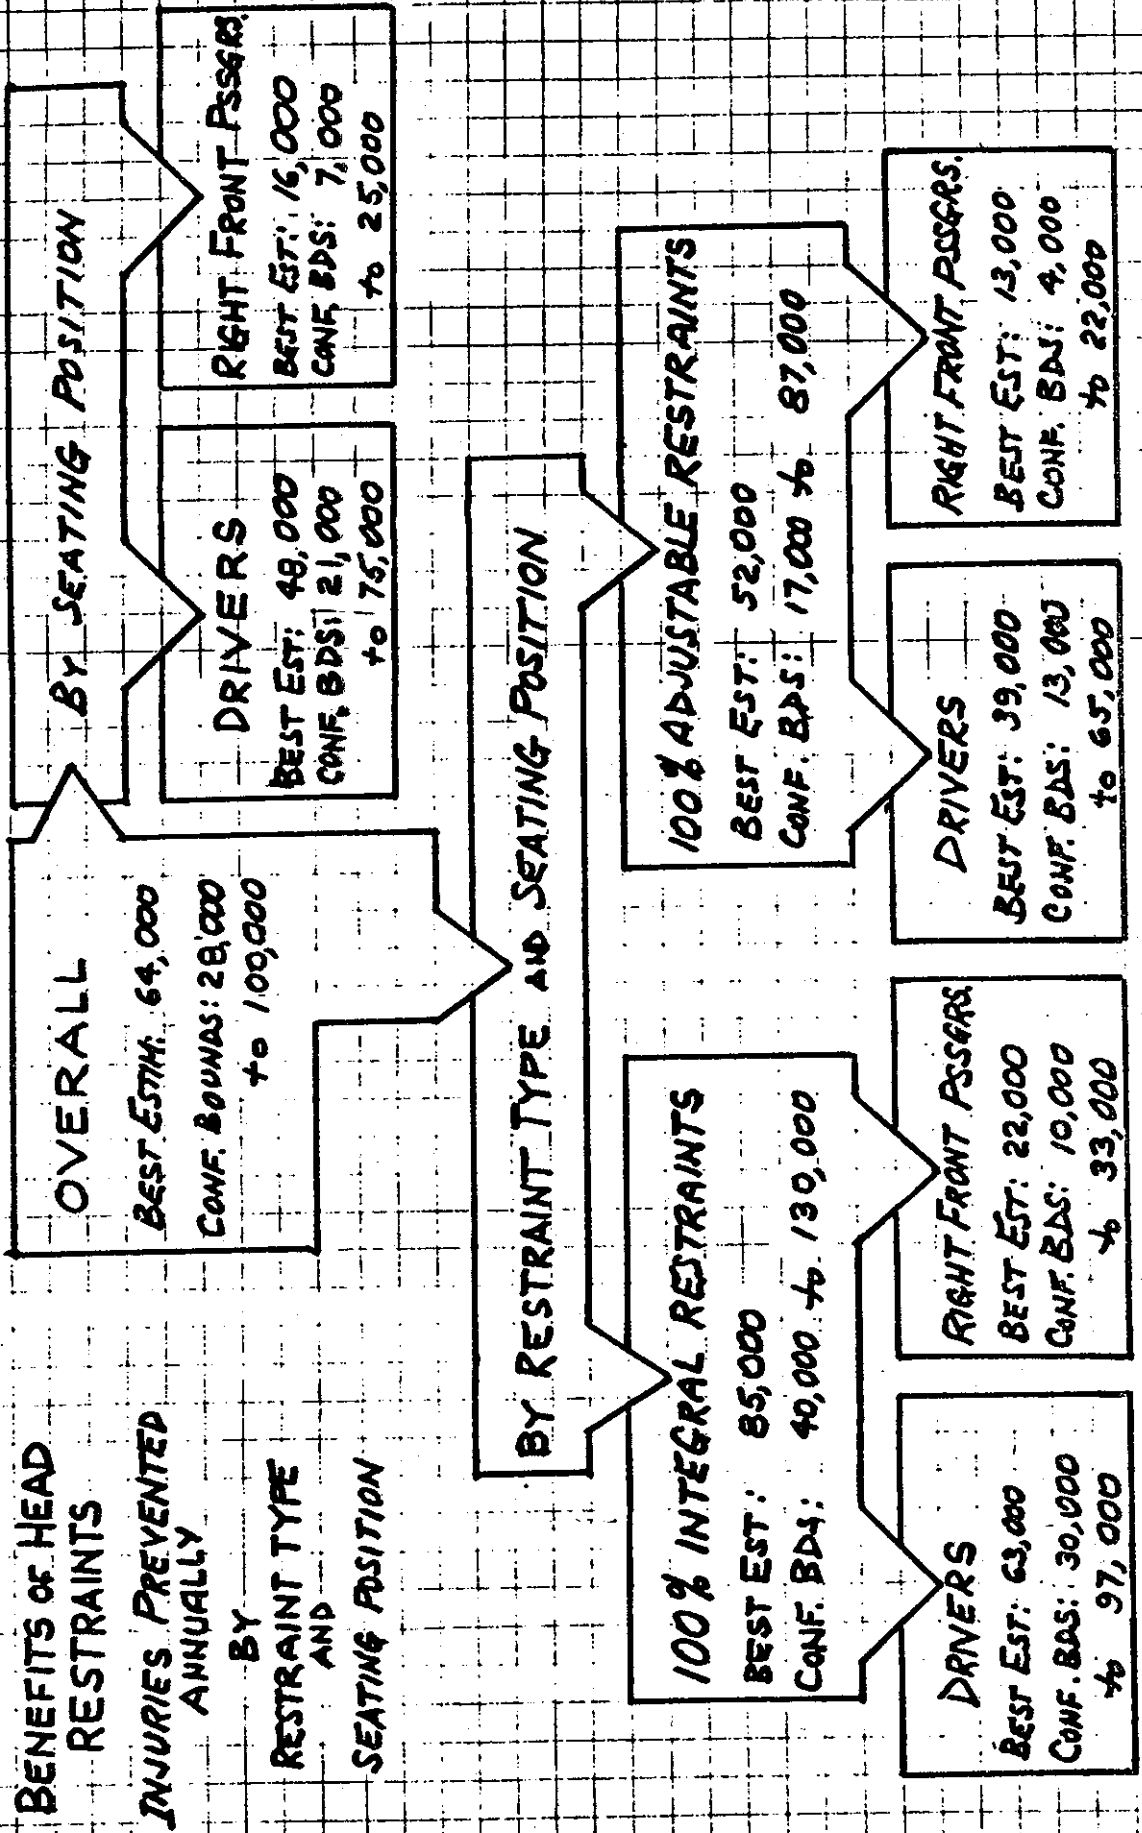 BENEFITS OF HEAD
RESTRAINTS
INJURIES PREVENTED
ANNUALLY
BY
RESTRAINT TYPE
AND
SEATING POSITION
OVERALL
BEST ESTIM: 64,000
CONF. BOUNDS: 28,000
to 100,000
BY SEATING POSITION
DRIVERS
BEST EST: 48,000
CONF. BDS: 21,000
to 75,000
RIGHT FRONT PSSGRS.
BEST EST: 16,000
CONF. BDS: 7,000
to 25,000
BY RESTRAINT TYPE AND SEATING POSITION
100% INTEGRAL RESTRAINTS
BEST EST: 85,000
CONF. BDS: 40,000 to 130,000
DRIVERS
BEST EST: 63,000
CONF. BDS: 30,000
to 97,000
RIGHT FRONT PSSGRS.
BEST EST: 22,000
CONF. BDS: 10,000
to 33,000
100% ADJUSTABLE RESTRAINTS
BEST EST: 52,000
CONF. BDS: 17,000 to 87,000
DRIVERS
BEST EST: 39,000
CONF. BDS: 13,000
to 65,000
RIGHT FRONT PSSGRS.
BEST EST: 13,000
CONF. BDS: 4,000
to 22,000